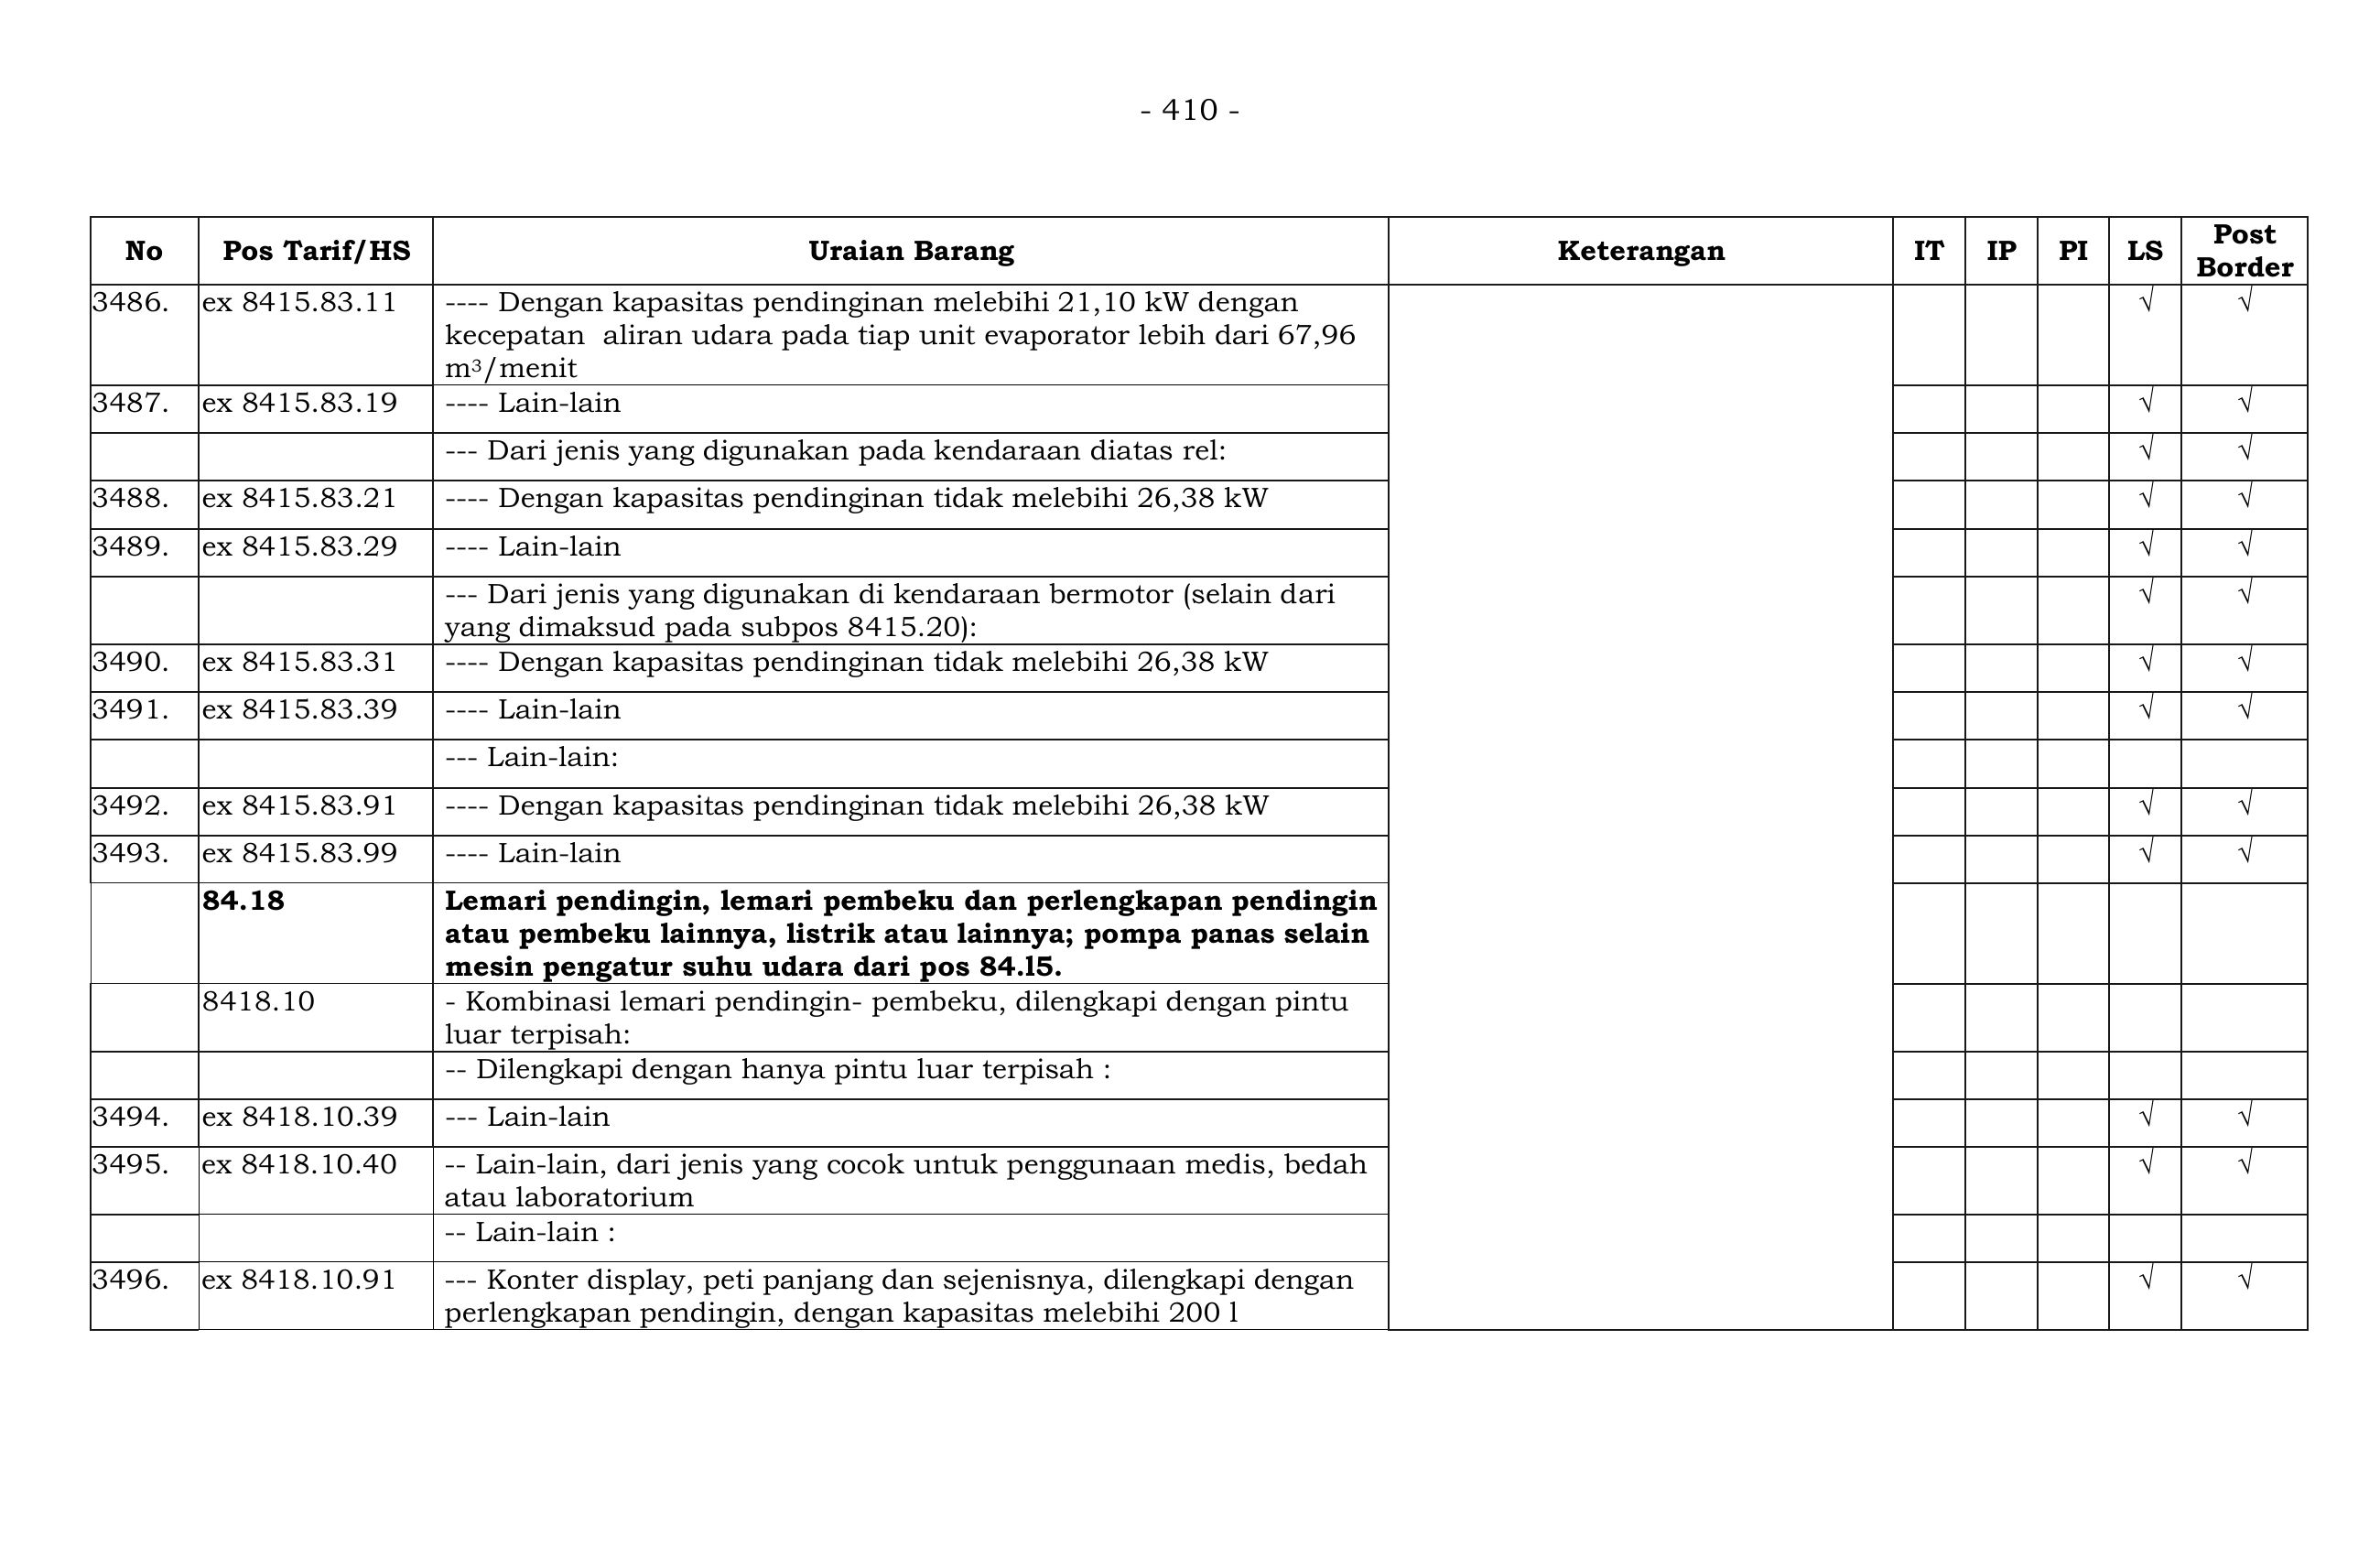 - 410 -
No Pos Tarif/HS Uraian Barang Keterangan IT IP PI LS Post Border
3486. ex 8415.83.11 ---- Dengan kapasitas pendinginan melebihi 21,10 kW dengan √ √
kecepatan aliran udara pada tiap unit evaporator lebih dari 67,96
m³/menit
3487. ex 8415.83.19 ---- Lain-lain √ √
--- Dari jenis yang digunakan pada kendaraan diatas rel: √ √
3488. ex 8415.83.21 ---- Dengan kapasitas pendinginan tidak melebihi 26,38 kW √ √
3489. ex 8415.83.29 ---- Lain-lain √ √
--- Dari jenis yang digunakan di kendaraan bermotor (selain dari √ √
yang dimaksud pada subpos 8415.20):
3490. ex 8415.83.31 ---- Dengan kapasitas pendinginan tidak melebihi 26,38 kW √ √
3491. ex 8415.83.39 ---- Lain-lain √ √
--- Lain-lain:
3492. ex 8415.83.91 ---- Dengan kapasitas pendinginan tidak melebihi 26,38 kW √ √
3493. ex 8415.83.99 ---- Lain-lain √ √
84.18 Lemari pendingin, lemari pembeku dan perlengkapan pendingin
atau pembeku lainnya, listrik atau lainnya; pompa panas selain
mesin pengatur suhu udara dari pos 84.l5.
8418.10 - Kombinasi lemari pendingin- pembeku, dilengkapi dengan pintu
luar terpisah:
-- Dilengkapi dengan hanya pintu luar terpisah :
3494. ex 8418.10.39 --- Lain-lain √ √
3495. ex 8418.10.40 -- Lain-lain, dari jenis yang cocok untuk penggunaan medis, bedah √ √
atau laboratorium
-- Lain-lain :
3496. ex 8418.10.91 --- Konter display, peti panjang dan sejenisnya, dilengkapi dengan √ √
perlengkapan pendingin, dengan kapasitas melebihi 200 l